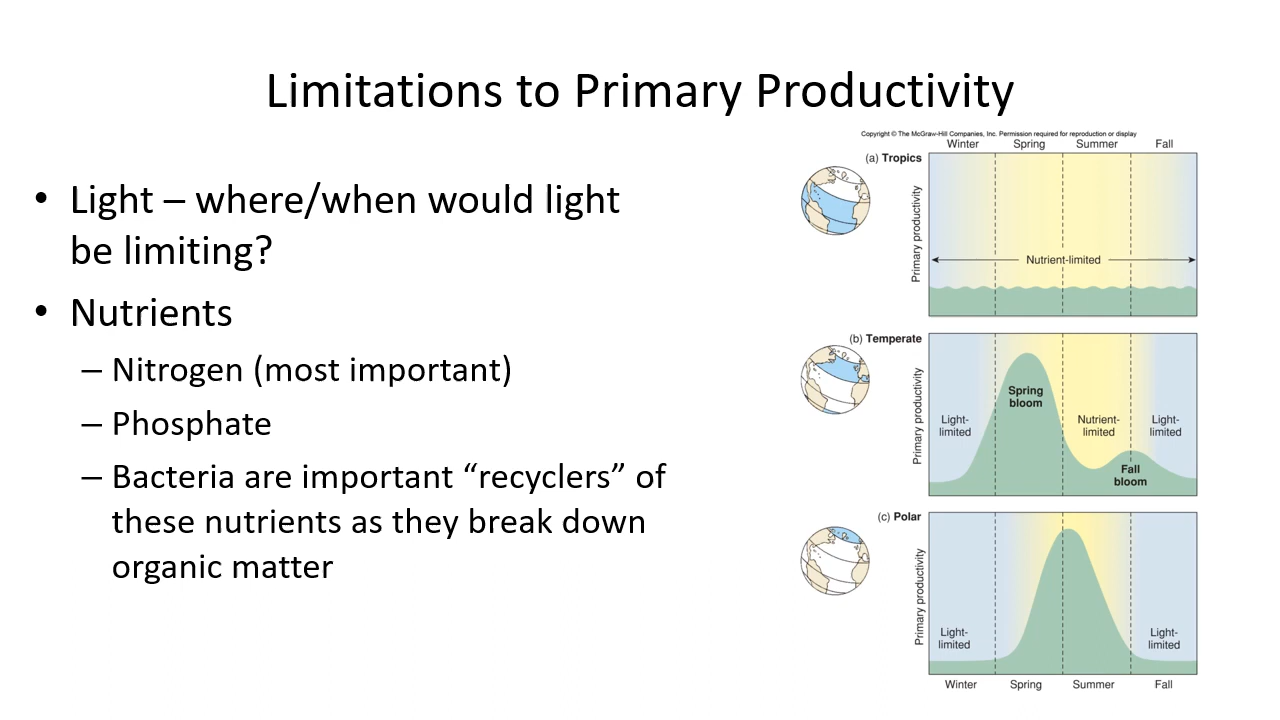 Limitations to Primary Productivity
• Light – where/when would light
be limiting?
• Nutrients
– Nitrogen (most important)
– Phosphate
– Bacteria are important “recyclers” of
these nutrients as they break down
organic matter
Copyright © The McGraw-Hill Companies, Inc. Permission required for reproduction or display
Winter Spring Summer Fall
(a) Tropics
Primary productivity
Nutrient-limited
(b) Temperate
Primary productivity
Light-
limited
Spring
bloom
Nutrient-
limited
Fall
bloom
Light-
limited
(c) Polar
Primary productivity
Light-
limited
Light-
limited
Winter Spring Summer Fall